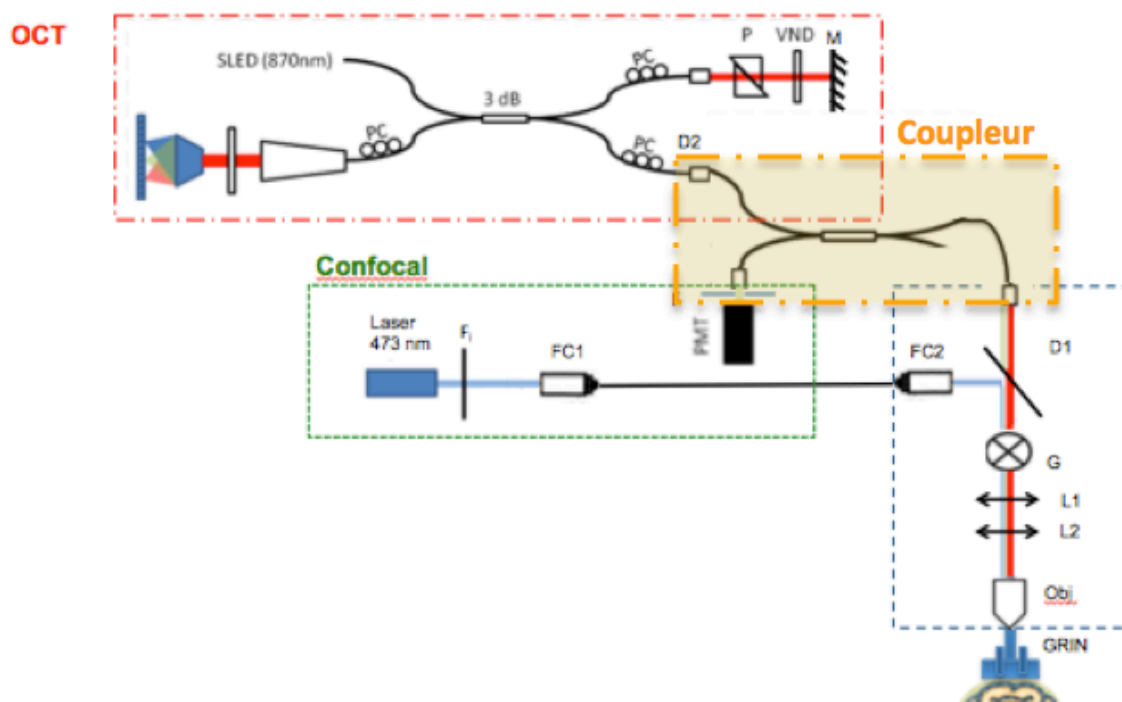 OCT
SLED (870nm)
3 dB
PC
PC
PC
P
VND
M
D2
Coupleur
Confocal
Laser
473 nm
Fi
FC1
PMT
FC2
D1
G
L1
L2
Obj
GRIN